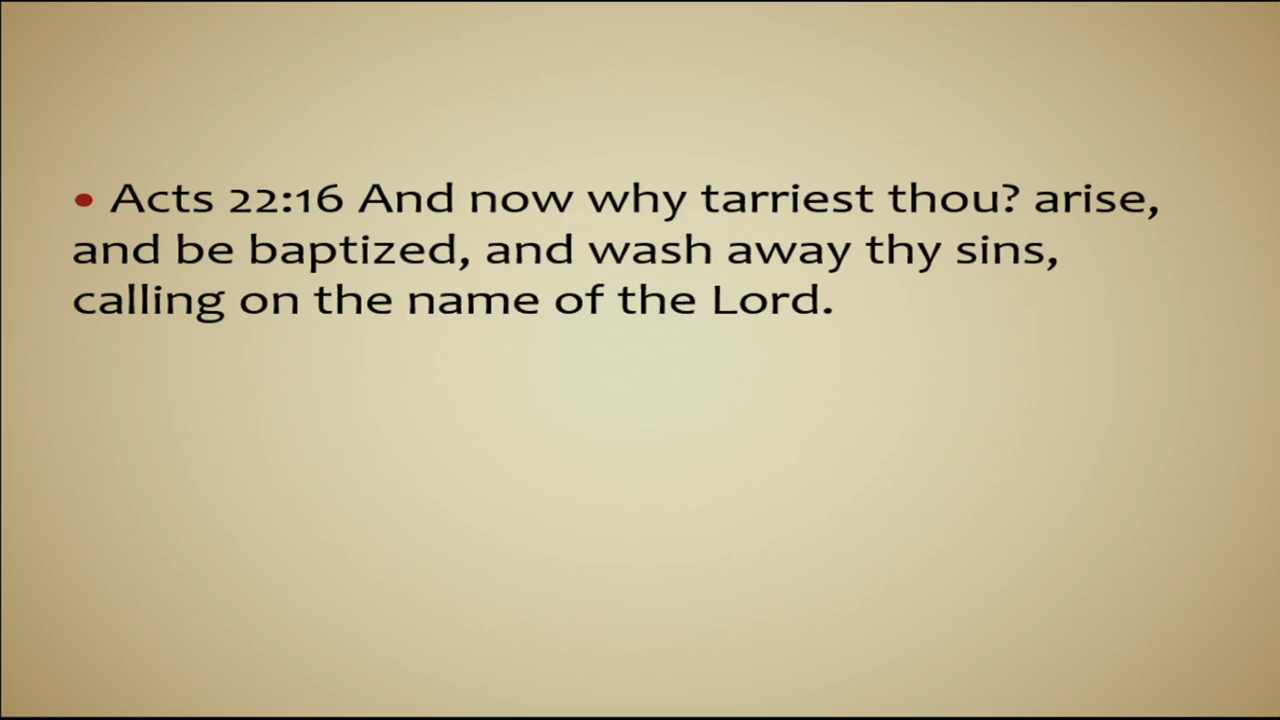 • Acts 22:16 And now why tarriest thou? arise,
and be baptized, and wash away thy sins,
calling on the name of the Lord.